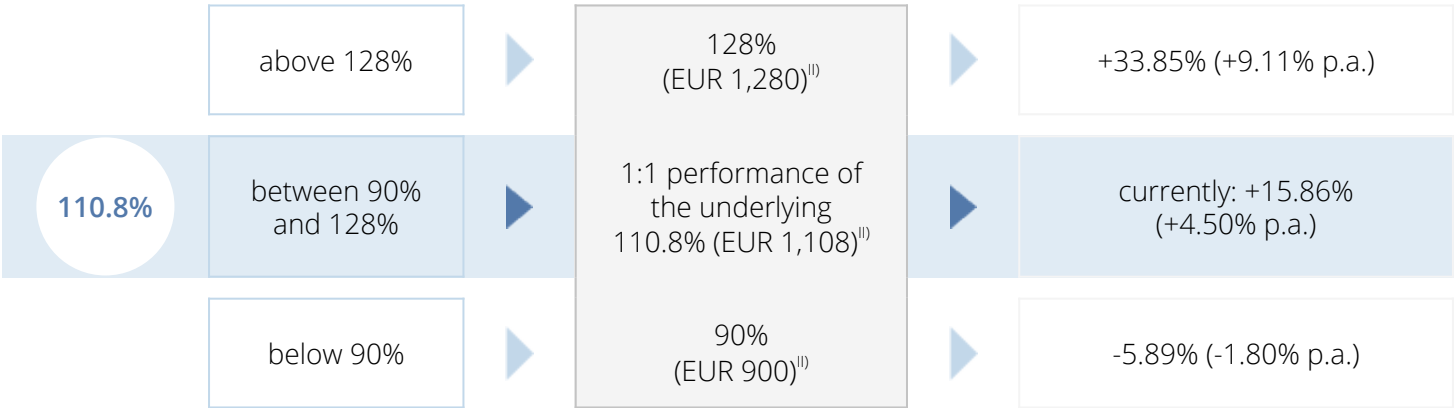 above 128%
128%
(EUR 1,280)II)
+33.85% (+9.11% p.a.)
110.8%
between 90%
and 128%
1:1 performance of
the underlying
110.8% (EUR 1,108)II)
currently: +15.86%
(+4.50% p.a.)
below 90%
90%
(EUR 900)II)
-5.89% (-1.80% p.a.)